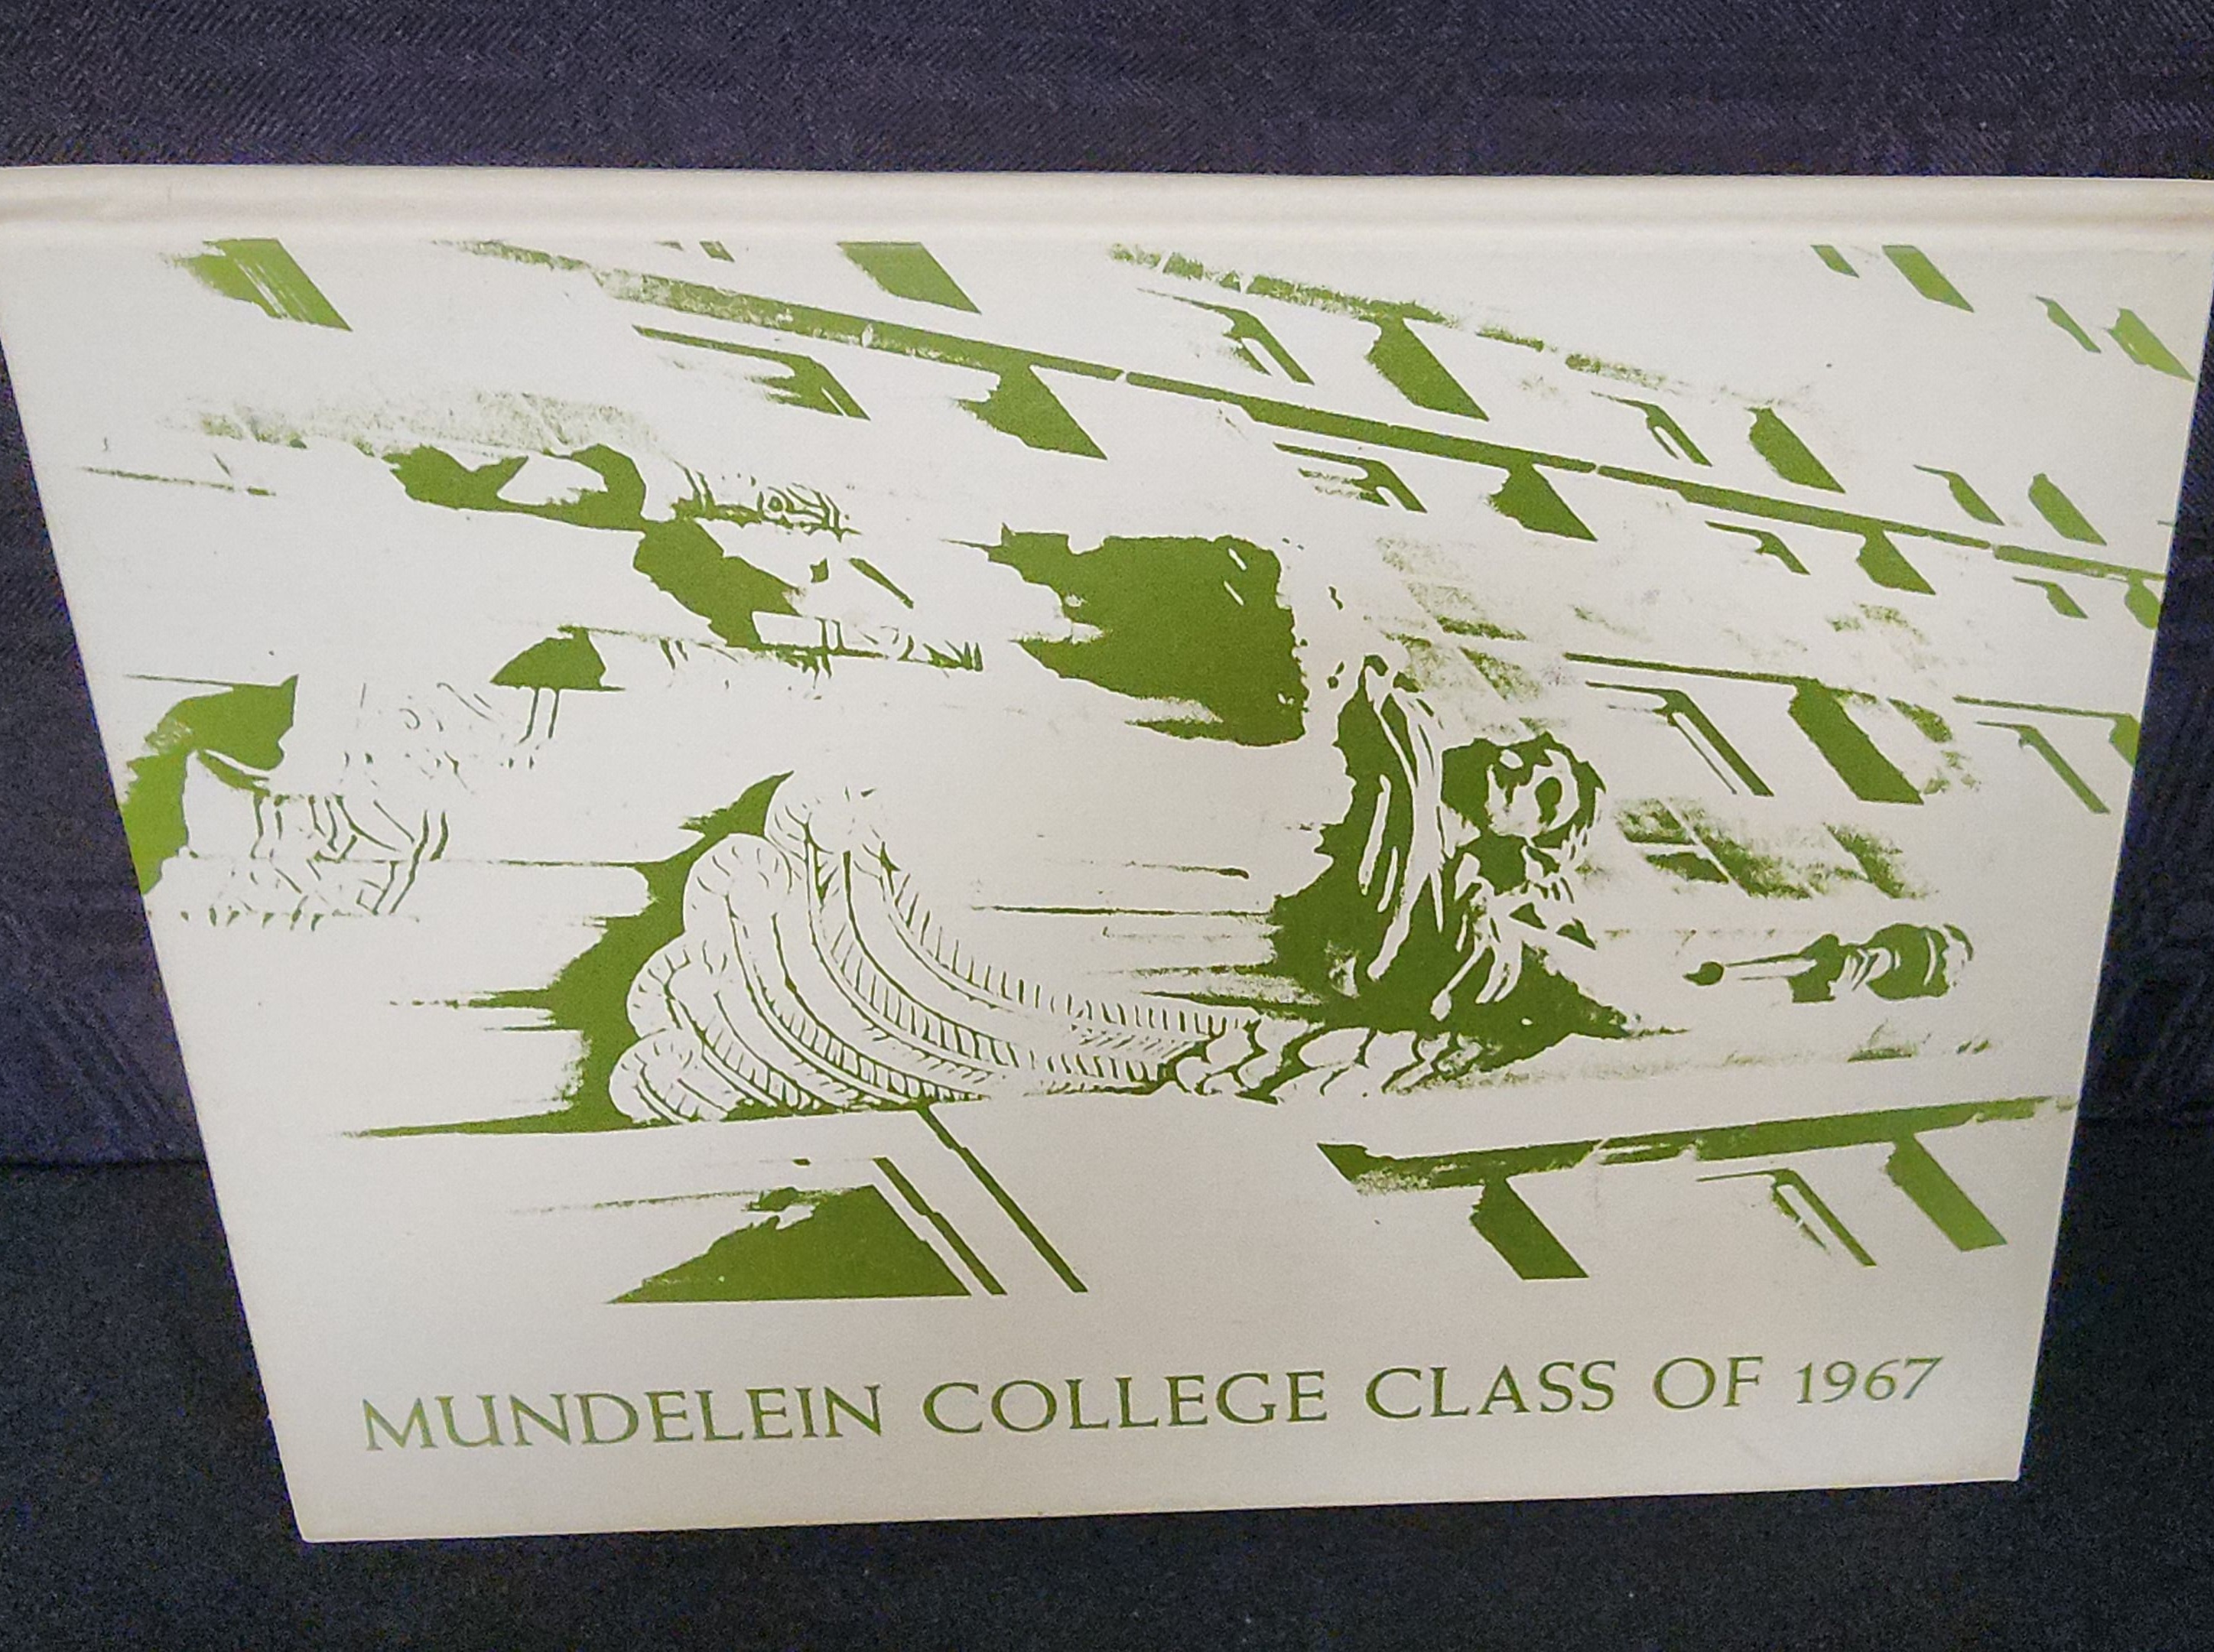 MUNDELEIN COLLEGE CLASS OF 1967